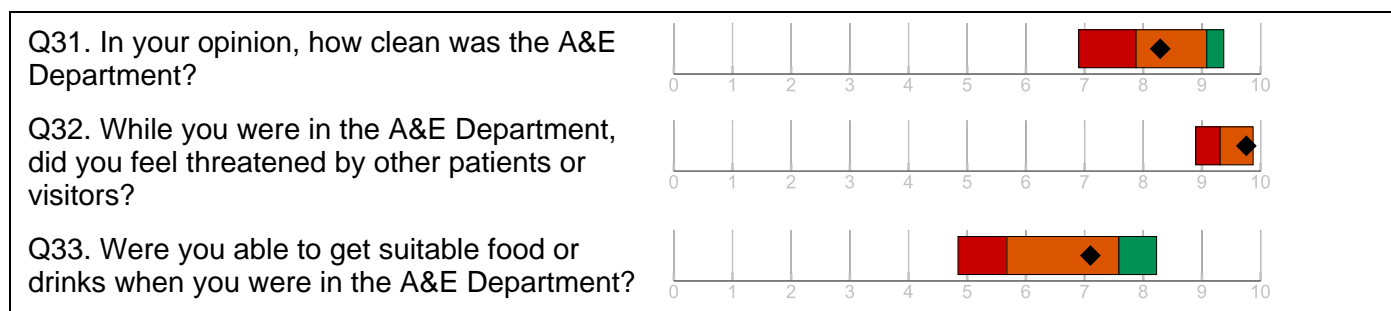 Q31. In your opinion, how clean was the A&E
Department?
0 1 2 3 4 5 6 7 8 9 10
Q32. While you were in the A&E Department,
did you feel threatened by other patients or
visitors?
0 1 2 3 4 5 6 7 8 9 10
Q33. Were you able to get suitable food or
drinks when you were in the A&E Department?
0 1 2 3 4 5 6 7 8 9 10